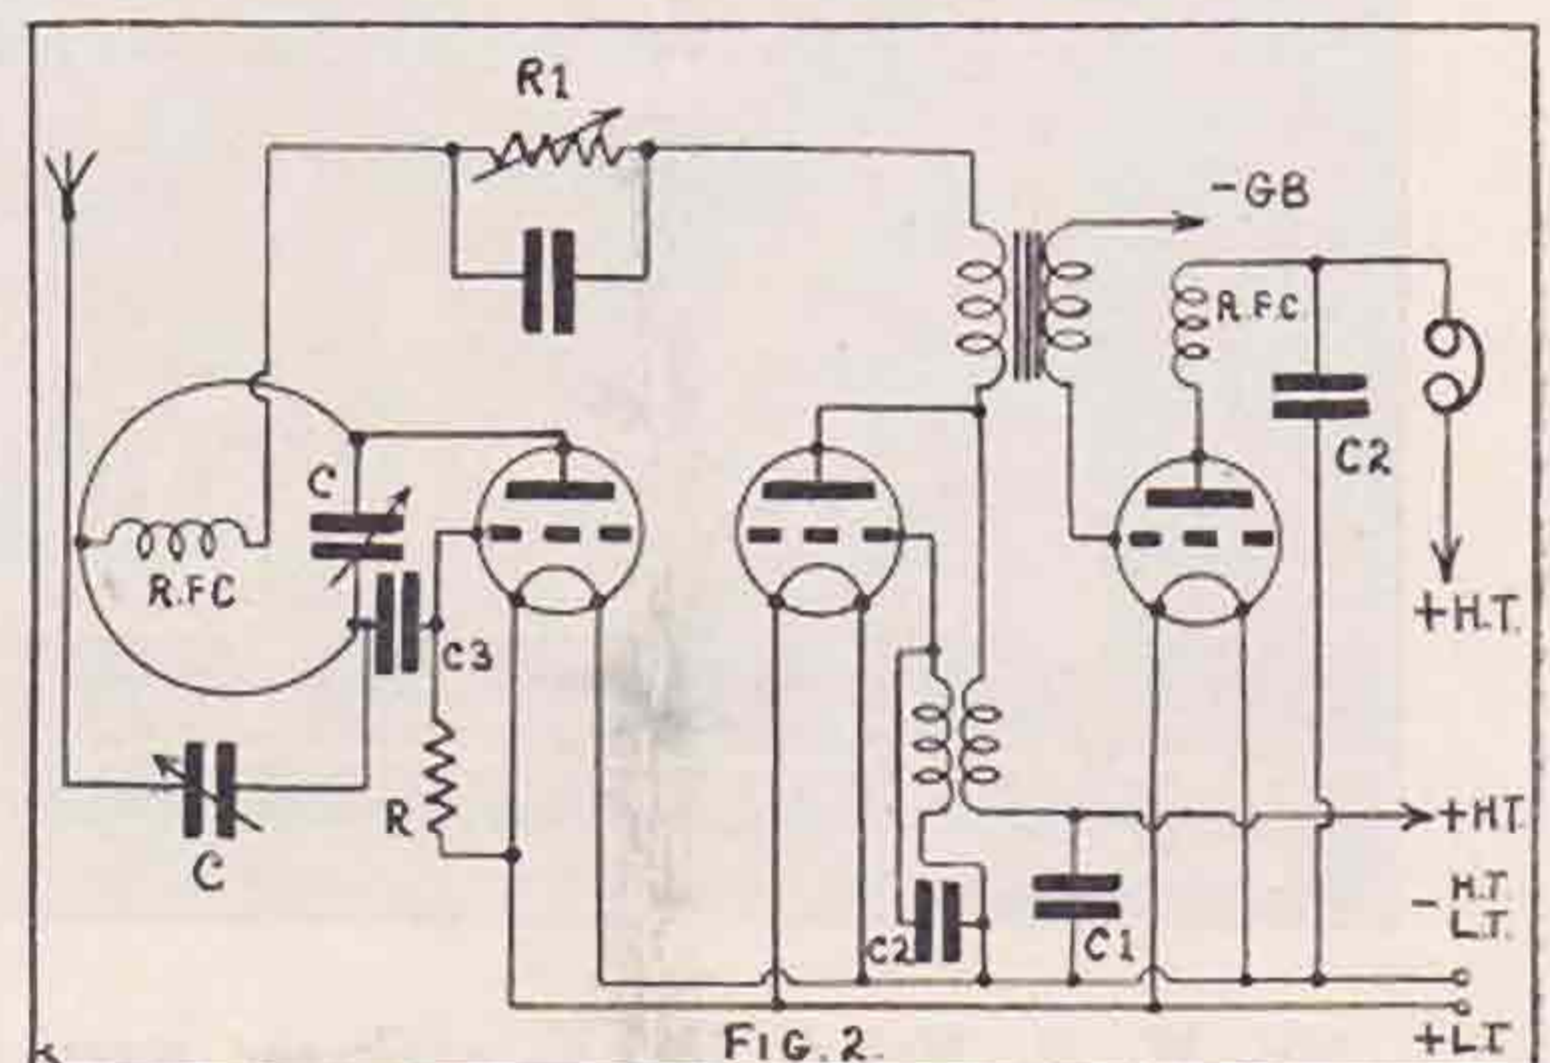 R1
-GB
R.F.C.
C
R.F.C
C2
C3
+H.T.
R
C
+H.T.
- H.T.
L.T.
C2
C1
+L.T
FIG. 2.